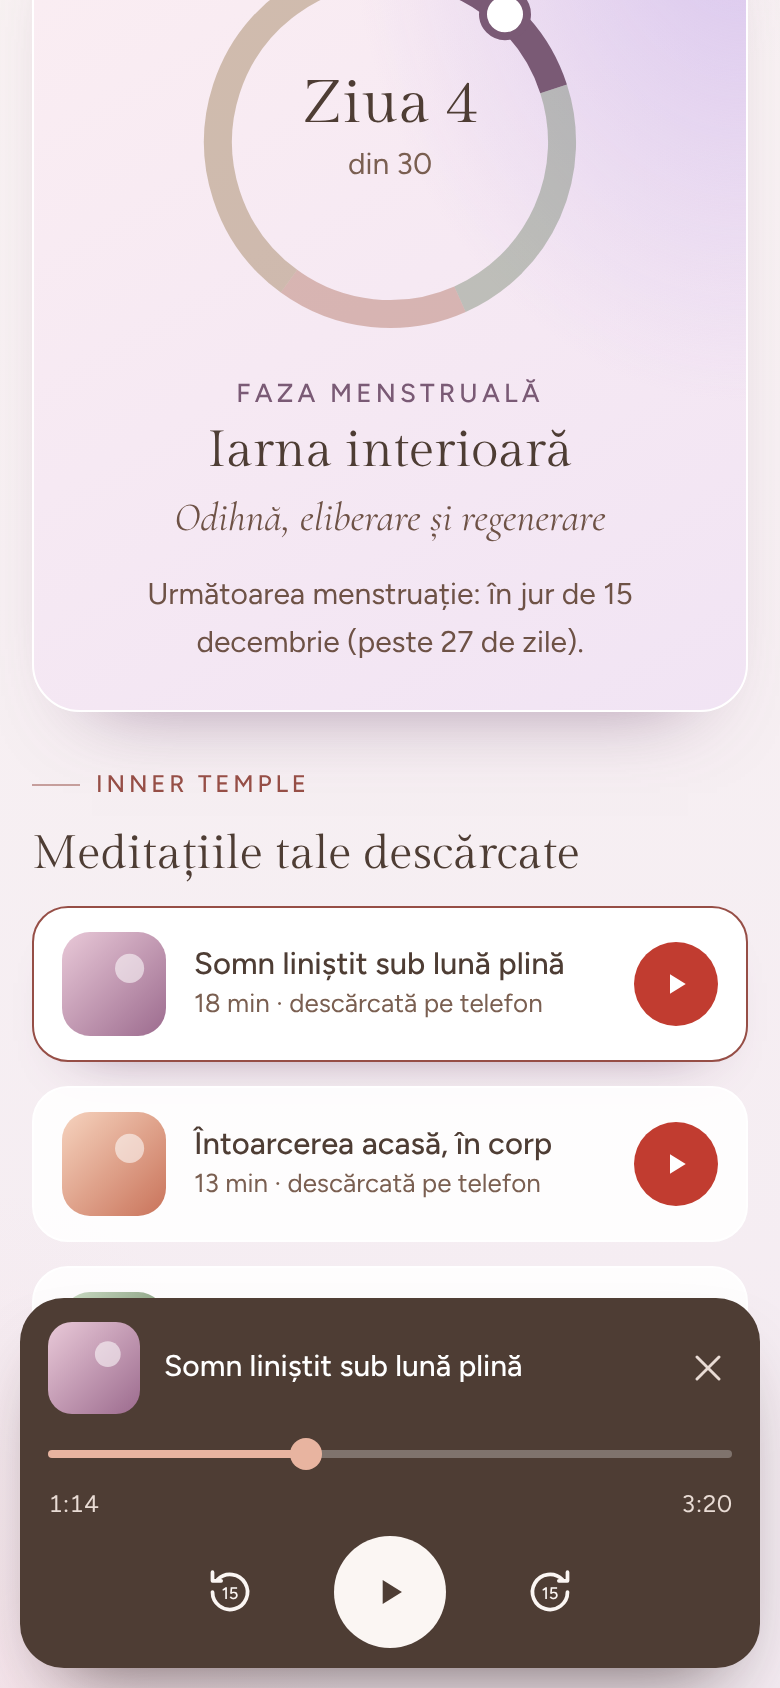 Ziua 4
din 30
FAZA MENSTRUALĂ
Iarna interioară
Odihnă, eliberare și regenerare
Următoarea menstruație: în jur de 15
decembrie (peste 27 de zile).
INNER TEMPLE
Meditațiile tale descărcate
Somn liniștit sub lună plină
18 min · descărcată pe telefon
Întoarcerea acasă, în corp
13 min · descărcată pe telefon
Somn liniștit sub lună plină
1:14 3:20
15 15